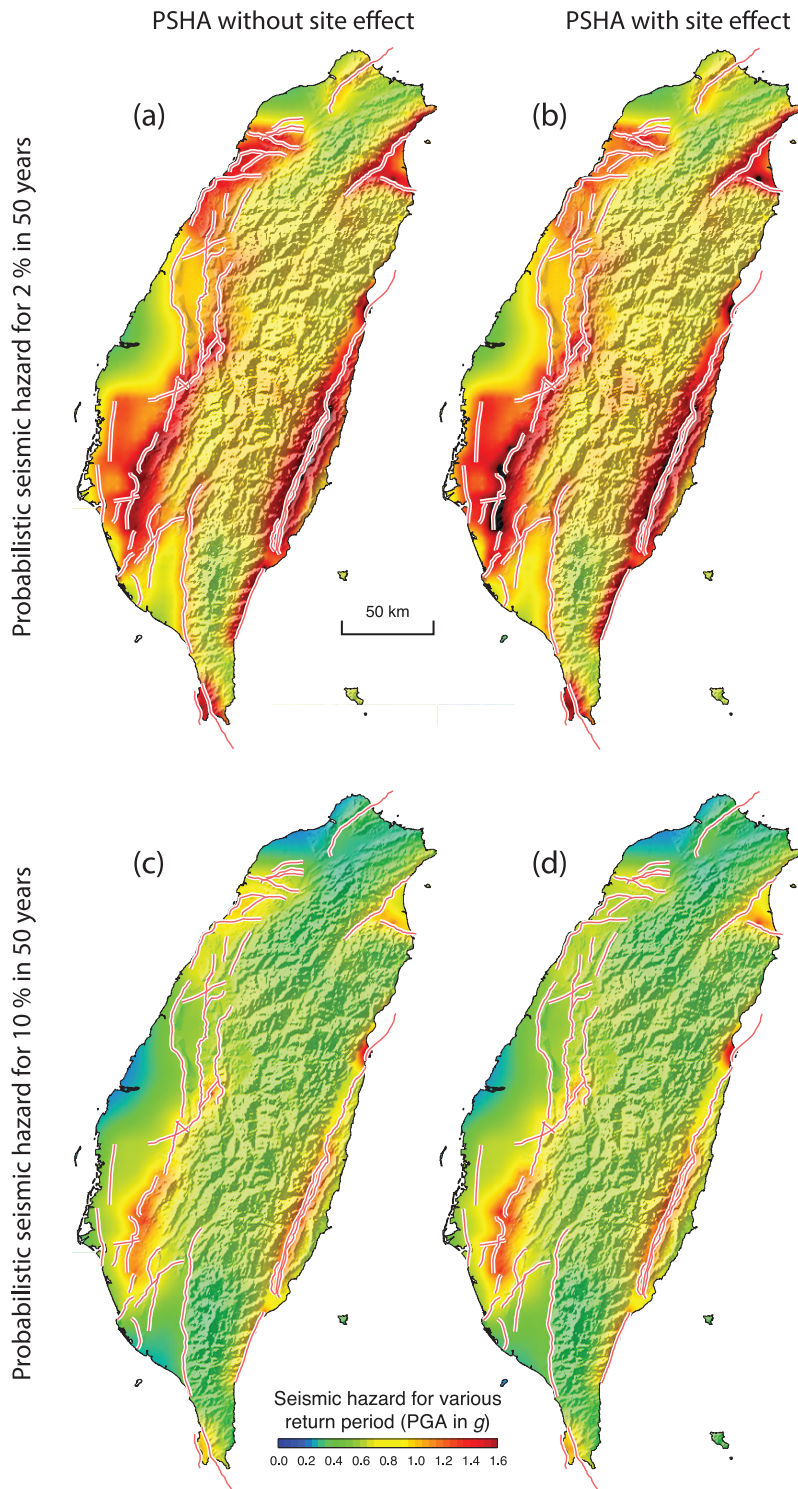 PSHA without site effect
PSHA with site effect
(a)
(b)
Probabilistic seismic hazard for 2 % in 50 years
50 km
(c)
(d)
Probabilistic seismic hazard for 10 % in 50 years
Seismic hazard for various
return period (PGA in g)
0.0 0.2 0.4 0.6 0.8 1.0 1.2 1.4 1.6